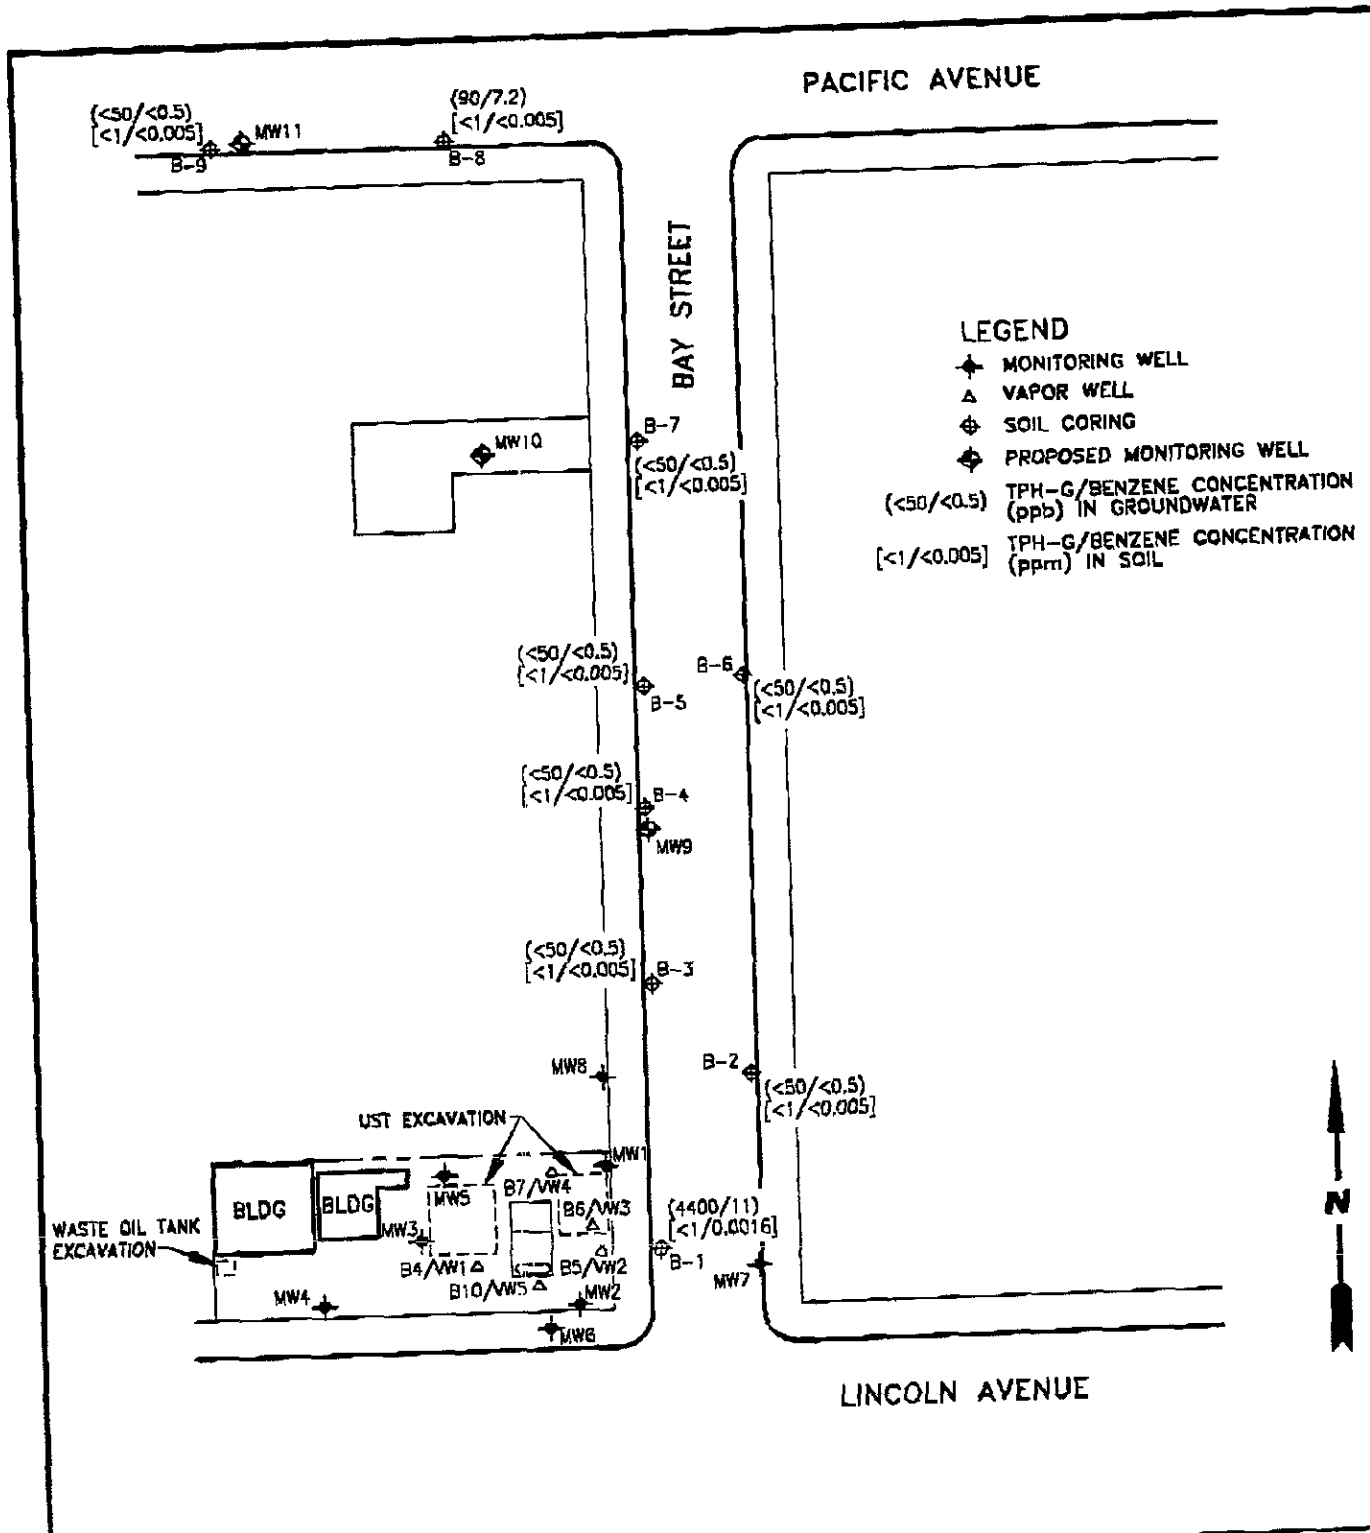 PACIFIC AVENUE
(<50/<0.5)
[<1/<0.005]
MW11
B-9
(90/7.2)
[<1/<0.005]
B-8
BAY STREET
LEGEND
MONITORING WELL
VAPOR WELL
SOIL CORING
PROPOSED MONITORING WELL
(<50/<0.5) TPH-G/BENZENE CONCENTRATION
(ppb) IN GROUNDWATER
[<1/<0.005] TPH-G/BENZENE CONCENTRATION
(ppm) IN SOIL
B-7
(<50/<0.5)
[<1/<0.005]
MW10
(<50/<0.5)
[<1/<0.005]
B-5
B-6
(<50/<0.5)
[<1/<0.005]
(<50/<0.5)
[<1/<0.005]
B-4
MW9
(<50/<0.5)
[<1/<0.005]
B-3
MW8
B-2
(<50/<0.5)
[<1/<0.005]
UST EXCAVATION
MW1
MW5
B7/VW4
B6/VW3
BLDG
BLDG
MW3
WASTE OIL TANK
EXCAVATION
B4/VW1
B5/VW2
B10/VW5
(4400/11)
[<1/0.0016]
B-1
MW7
MW4
MW2
MW6
N
LINCOLN AVENUE